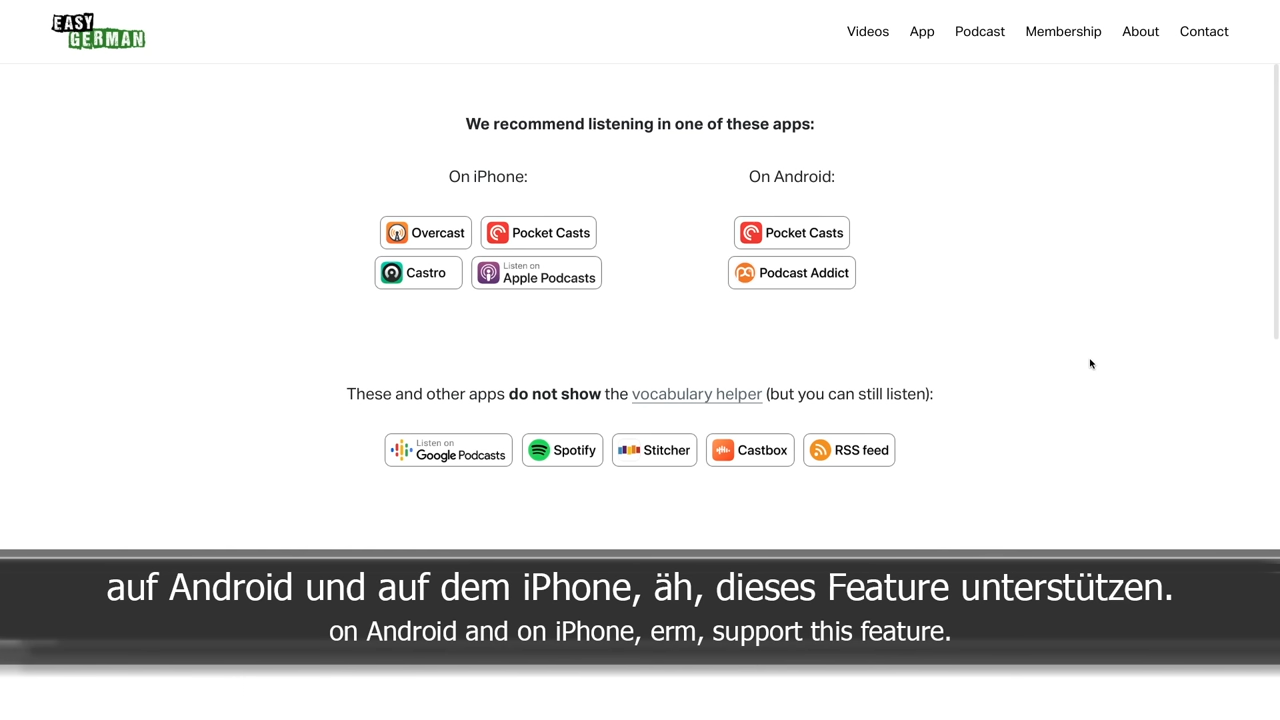 EASY
GERMAN
Videos App Podcast Membership About Contact
We recommend listening in one of these apps:
On iPhone:
On Android:
Overcast
Pocket Casts
Pocket Casts
Castro
Listen on
Apple Podcasts
Podcast Addict
These and other apps do not show the vocabulary helper (but you can still listen):
Listen on
Google Podcasts
Spotify
Stitcher
Castbox
RSS feed
auf Android und auf dem iPhone, äh, dieses Feature unterstützen.
on Android and on iPhone, erm, support this feature.